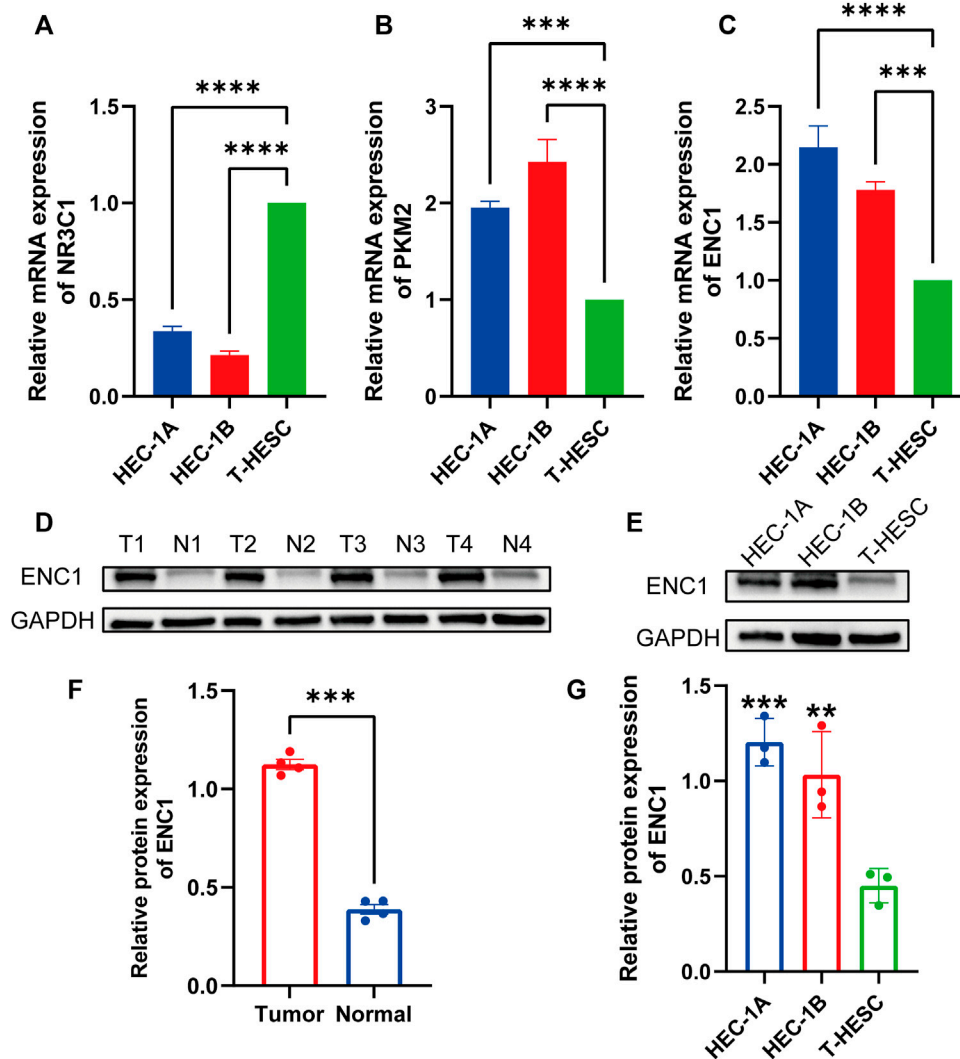 A
Relative mRNA expression
of NR3C1
****
****
1.5
1.0
0.5
0.0
HEC-1A
HEC-1B
T-HESC
B
Relative mRNA expression
of PKM2
***
****
3
2
1
0
HEC-1A
HEC-1B
T-HESC
C
Relative mRNA expression
of ENC1
****
***
2.5
2.0
1.5
1.0
0.5
0.0
HEC-1A
HEC-1B
T-HESC
D
T1 N1 T2 N2 T3 N3 T4 N4
ENC1
GAPDH
E
HEC-1A HEC-1B T-HESC
ENC1
GAPDH
F
Relative protein expression
of ENC1
***
1.5
1.0
0.5
0.0
Tumor Normal
G
Relative protein expression
of ENC1
*** **
1.5
1.0
0.5
0.0
HEC-1A
HEC-1B
T-HESC